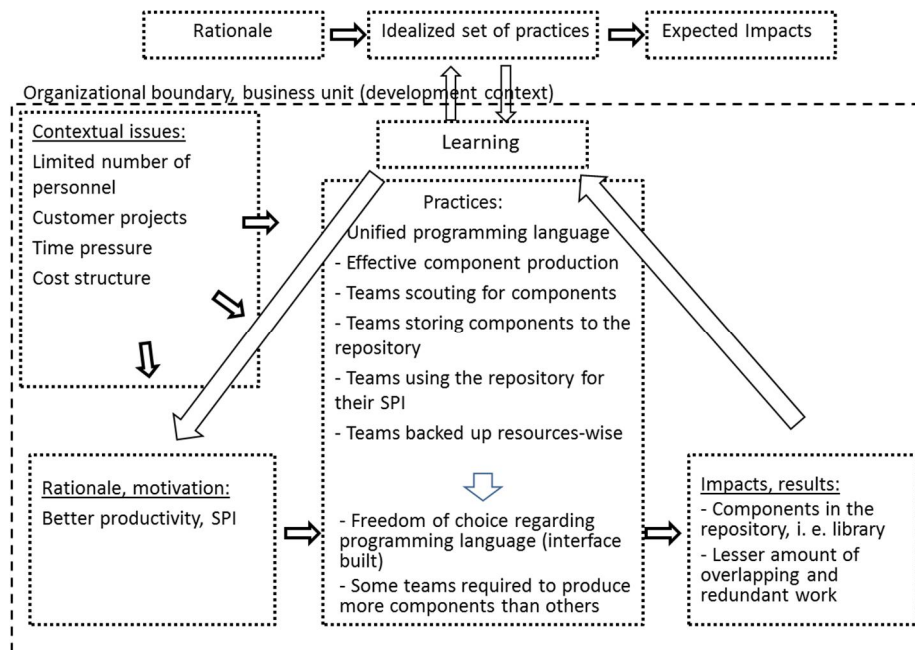 Rationale
Idealized set of practices
Expected Impacts
Organizational boundary, business unit (development context)
Contextual issues:
Limited number of
personnel
Customer projects
Time pressure
Cost structure
Learning
Practices:
Unified programming language
- Effective component production
- Teams scouting for components
- Teams storing components to the
repository
- Teams using the repository for
their SPI
- Teams backed up resources-wise
- Freedom of choice regarding
programming language (interface
built)
- Some teams required to produce
more components than others
Rationale, motivation:
Better productivity, SPI
Impacts, results:
- Components in the
repository, i. e. library
- Lesser amount of
overlapping and
redundant work